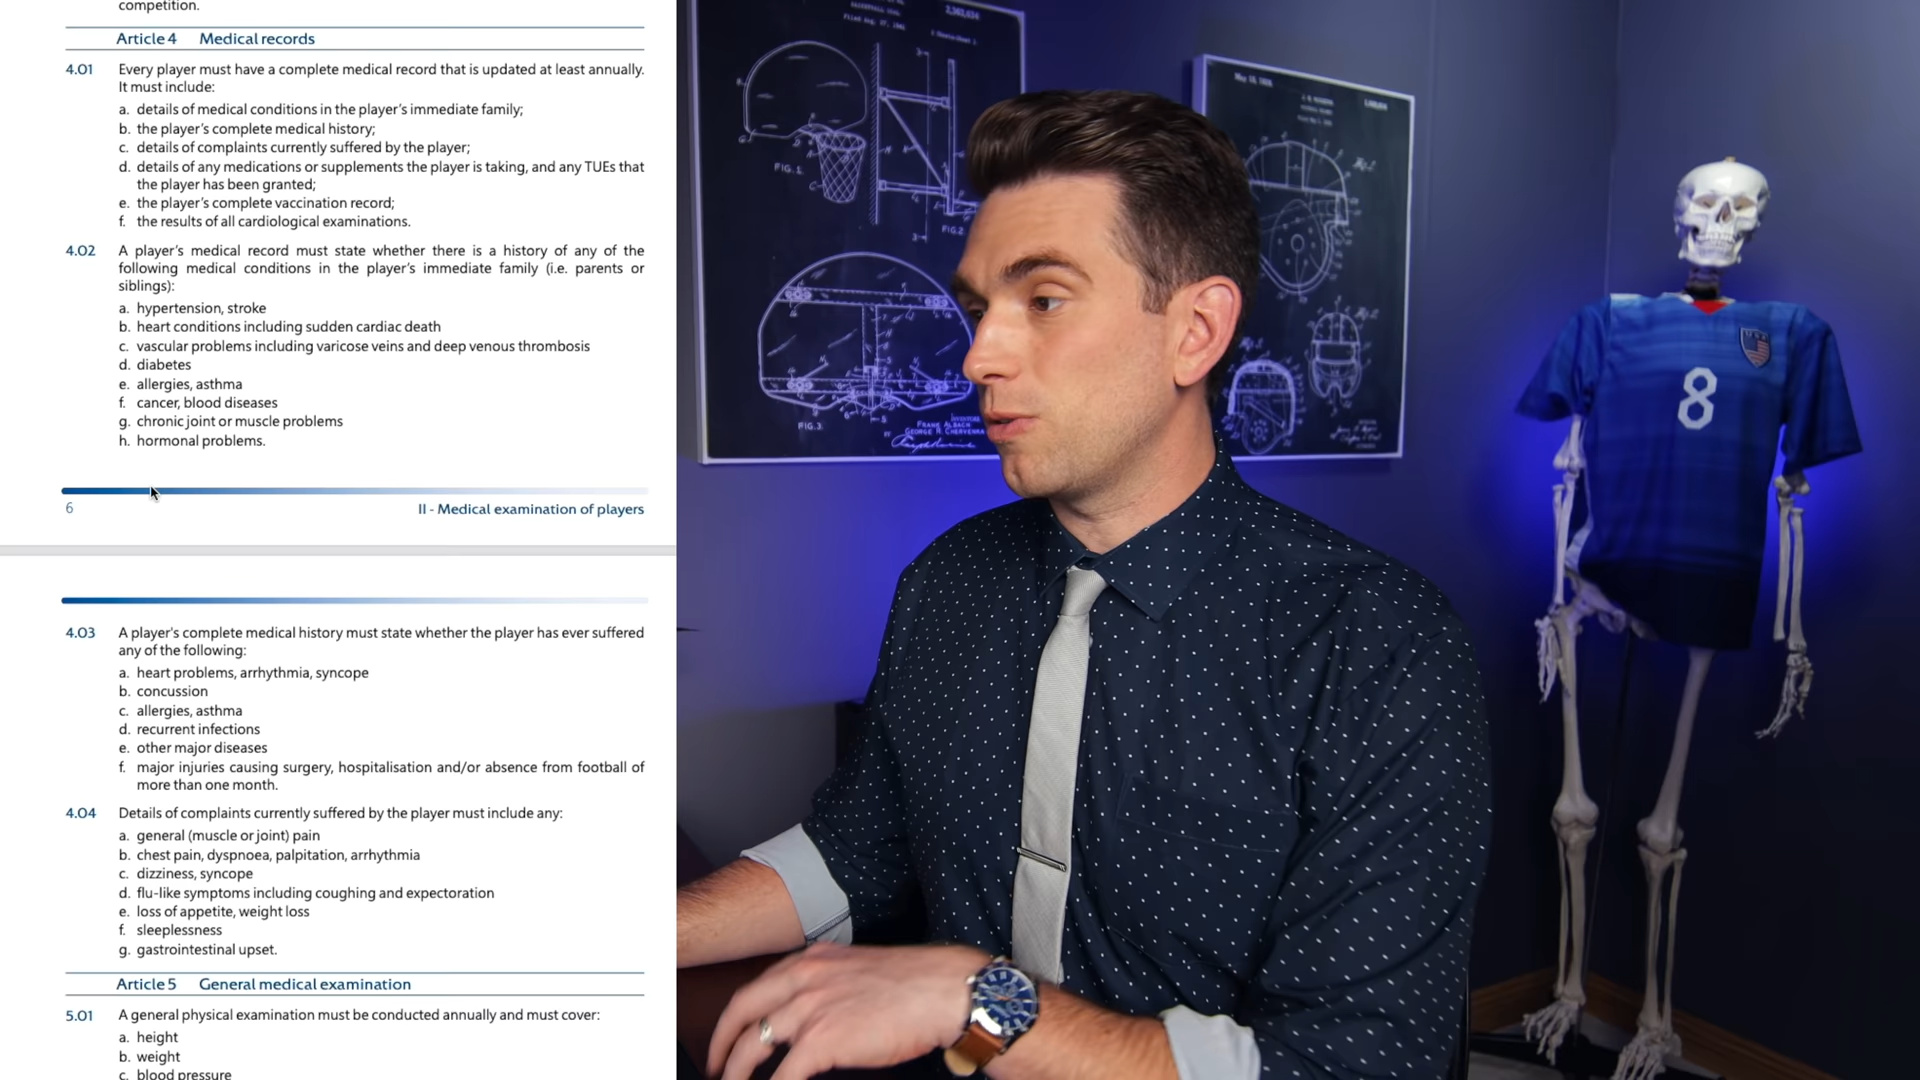 competition.
Article 4 Medical records
4.01 Every player must have a complete medical record that is updated at least annually.
It must include:
a. details of medical conditions in the player's immediate family;
b. the player's complete medical history;
c. details of complaints currently suffered by the player;
d. details of any medications or supplements the player is taking, and any TUEs that
the player has been granted;
e. the player's complete vaccination record;
f. the results of all cardiological examinations.
4.02 A player's medical record must state whether there is a history of any of the
following medical conditions in the player's immediate family (i.e. parents or
siblings):
a. hypertension, stroke
b. heart conditions including sudden cardiac death
c. vascular problems including varicose veins and deep venous thrombosis
d. diabetes
e. allergies, asthma
f. cancer, blood diseases
g. chronic joint or muscle problems
h. hormonal problems.
6 II - Medical examination of players
4.03 A player's complete medical history must state whether the player has ever suffered
any of the following:
a. heart problems, arrhythmia, syncope
b. concussion
c. allergies, asthma
d. recurrent infections
e. other major diseases
f. major injuries causing surgery, hospitalisation and/or absence from football of
more than one month.
4.04 Details of complaints currently suffered by the player must include any:
a. general (muscle or joint) pain
b. chest pain, dyspnoea, palpitation, arrhythmia
c. dizziness, syncope
d. flu-like symptoms including coughing and expectoration
e. loss of appetite, weight loss
f. sleeplessness
g. gastrointestinal upset.
Article 5 General medical examination
5.01 A general physical examination must be conducted annually and must cover:
a. height
b. weight
c. blood pressure
FIG. 1
FIG. 2
FIG. 3
INVENTORS
FRANK ALBACH
GEORGE R. CHERVENKA
8